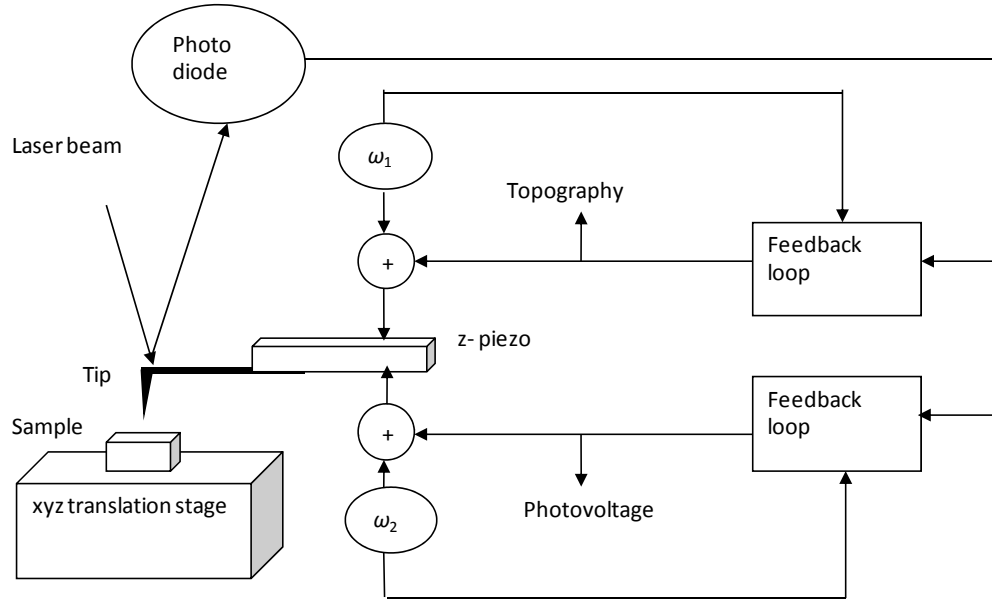 Photo
diode
Laser beam
ω₁
Topography
Feedback
loop
+
z- piezo
Tip
Feedback
loop
Sample
+
xyz translation stage
Photovoltage
ω₂